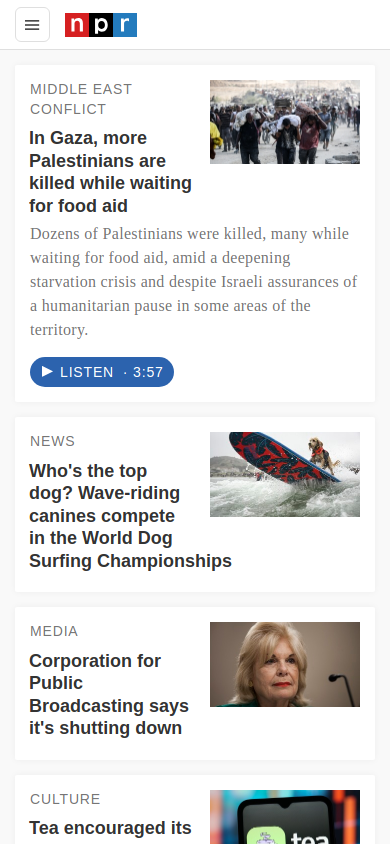 npr
MIDDLE EAST
CONFLICT
In Gaza, more
Palestinians are
killed while waiting
for food aid
Dozens of Palestinians were killed, many while
waiting for food aid, amid a deepening
starvation crisis and despite Israeli assurances of
a humanitarian pause in some areas of the
territory.
LISTEN · 3:57
NEWS
Who's the top
dog? Wave-riding
canines compete
in the World Dog
Surfing Championships
MEDIA
Corporation for
Public
Broadcasting says
it's shutting down
CULTURE
Tea encouraged its
tea